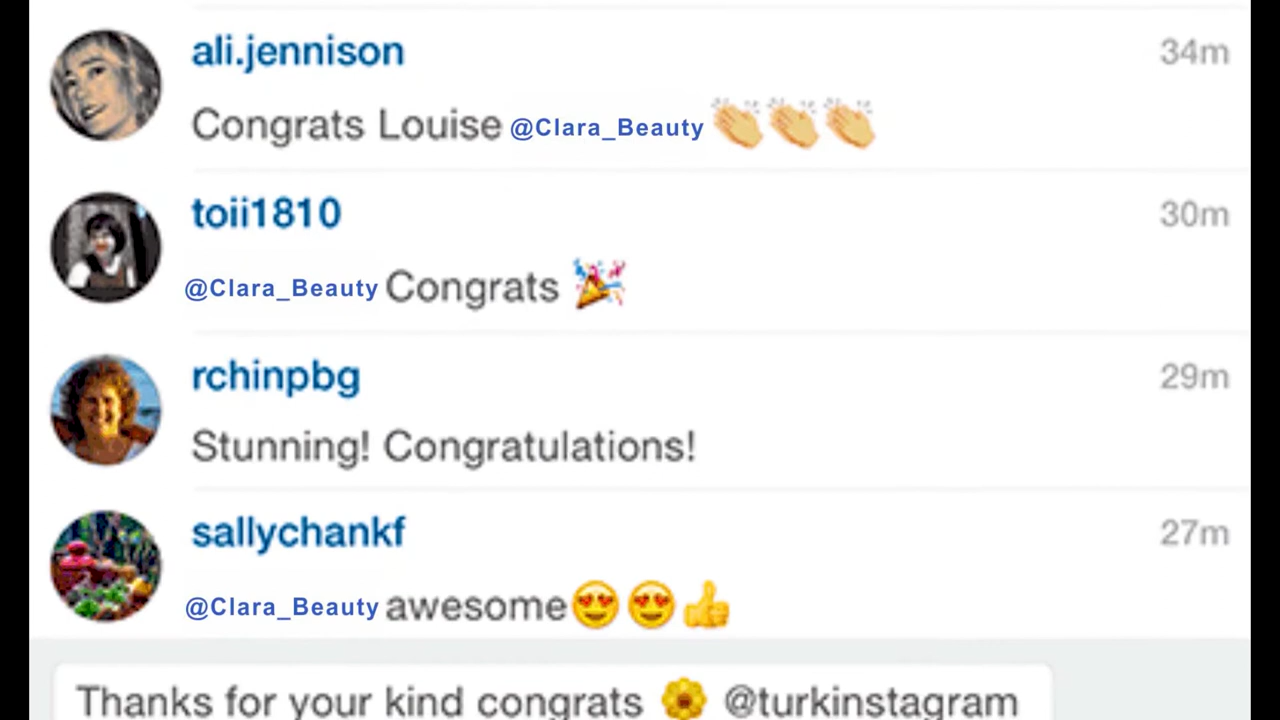 ali.jennison 34m
Congrats Louise @Clara_Beauty 👏👏👏
toii1810 30m
@Clara_Beauty Congrats 🎉
rchinpbg 29m
Stunning! Congratulations!
sallychankf 27m
@Clara_Beauty awesome😍😍👍
Thanks for your kind congrats 🌼 @turkinstagram